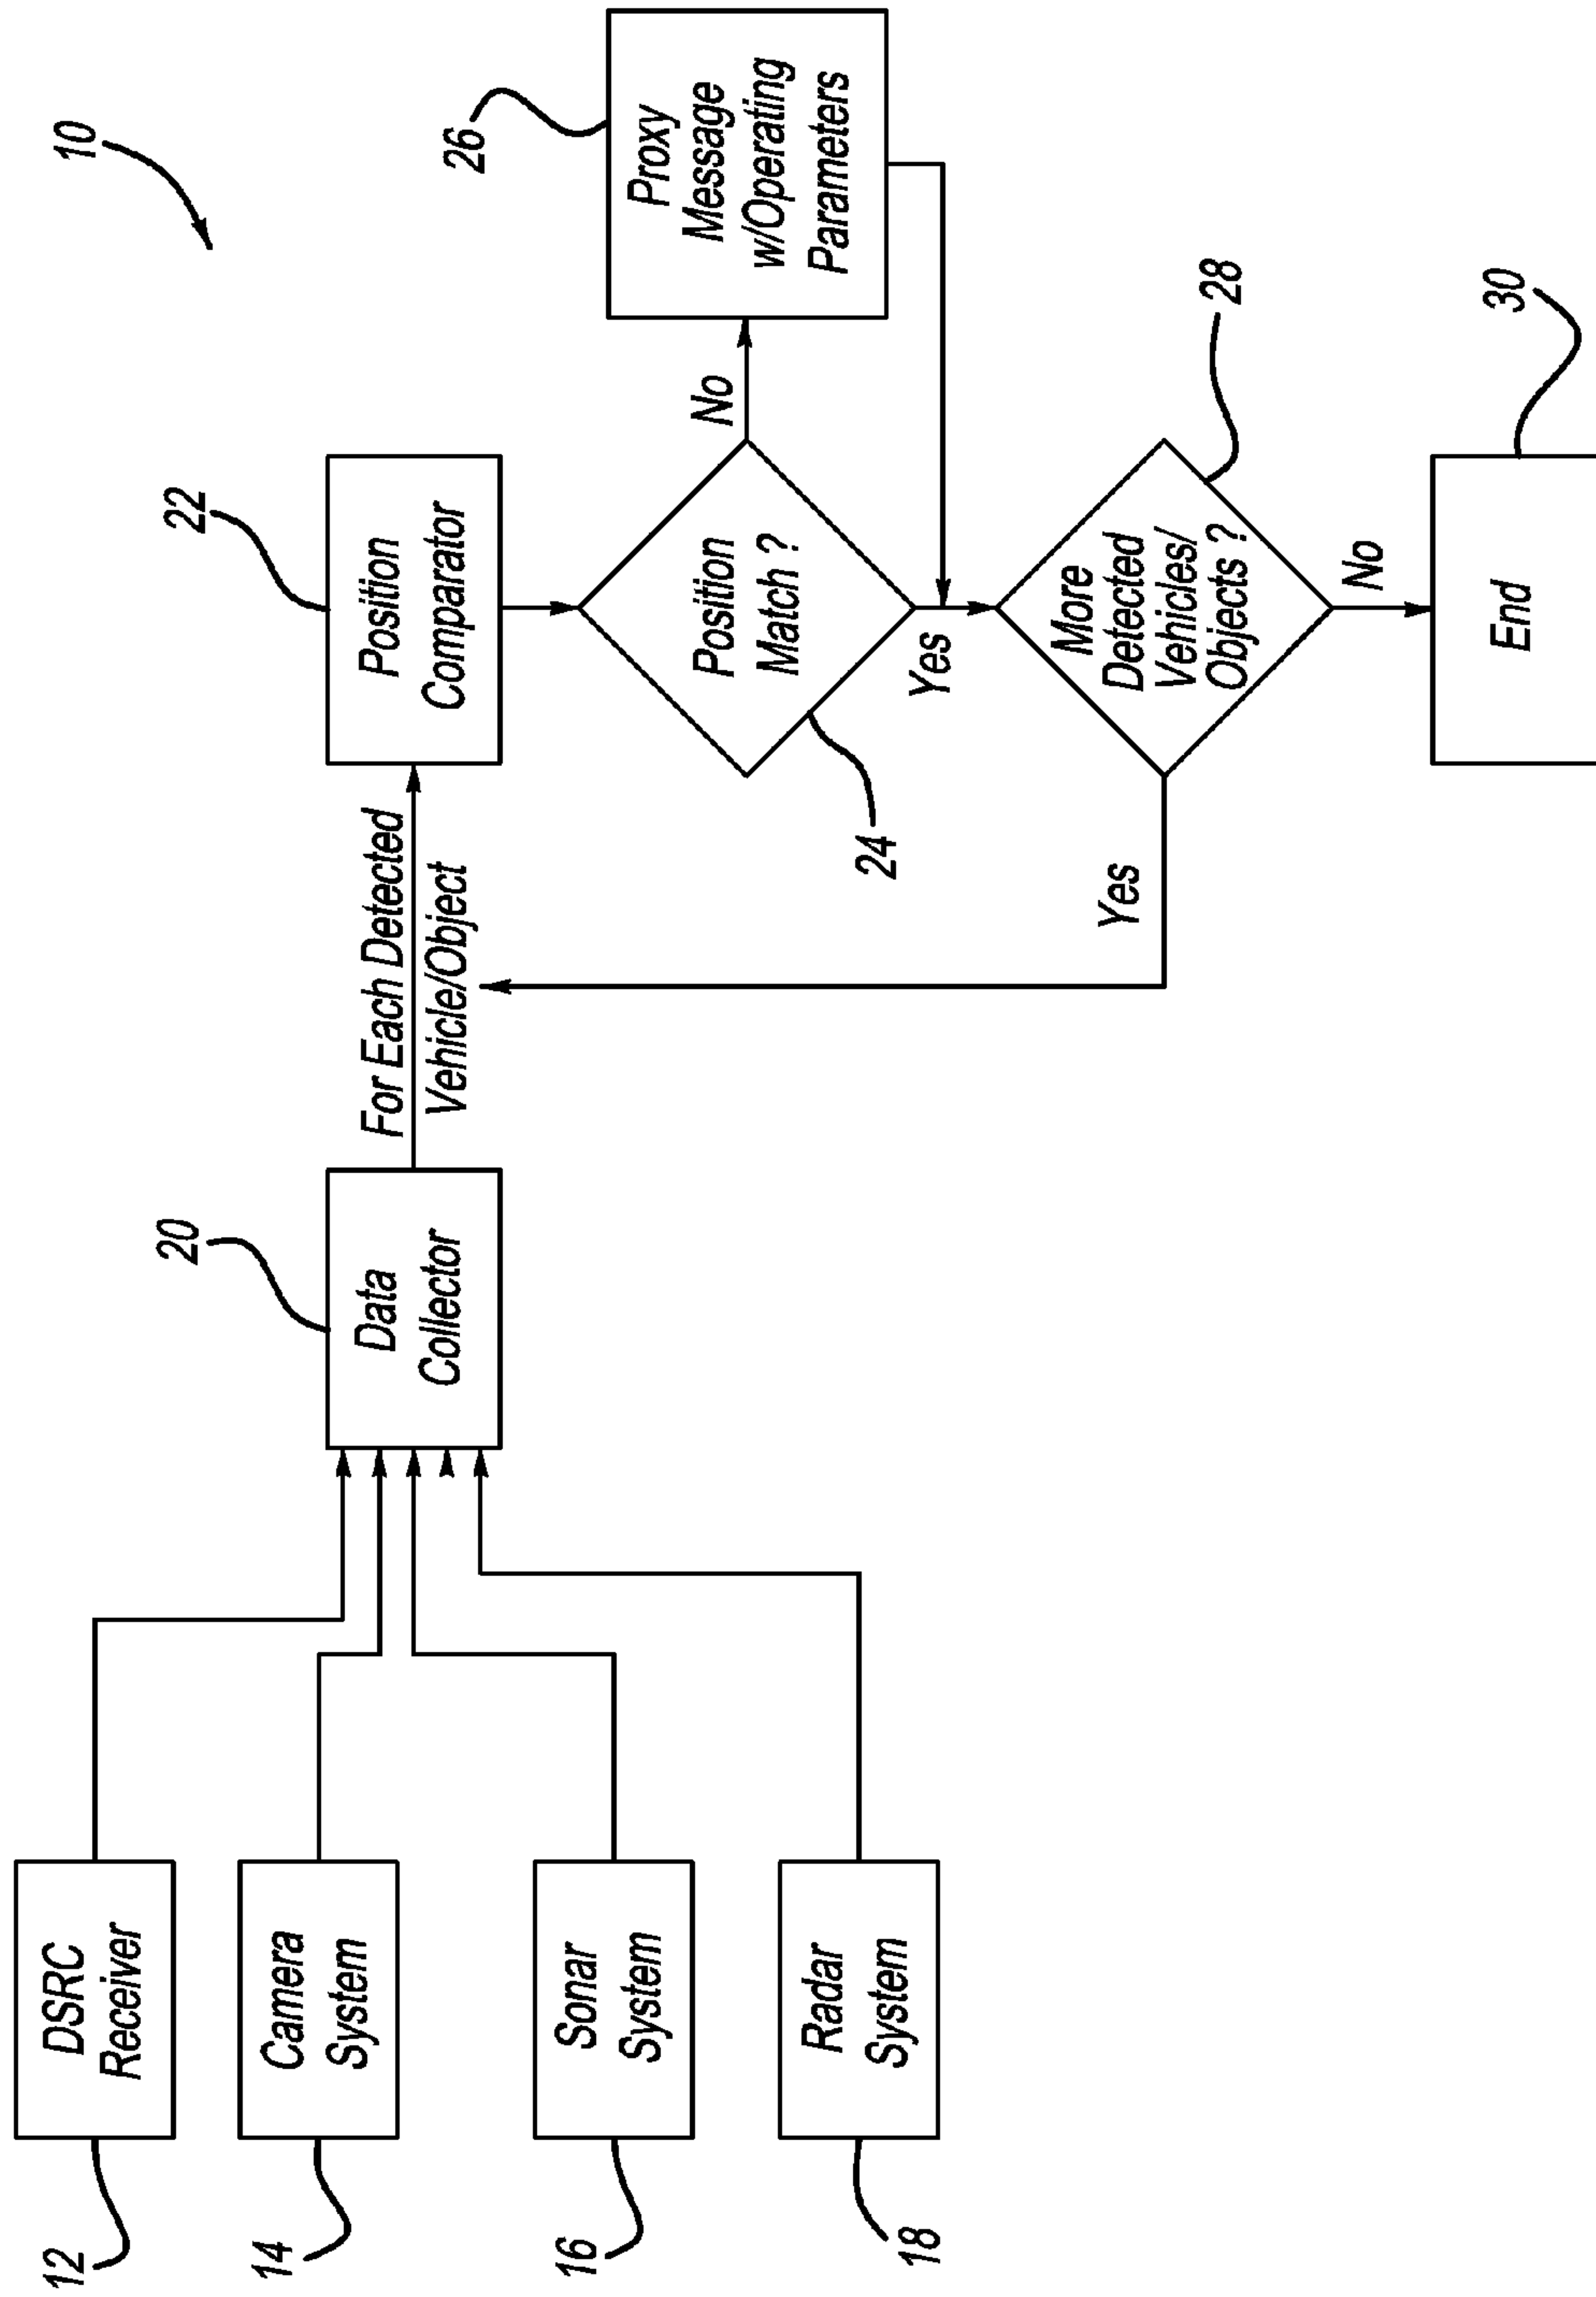 10
12
DSRC
Receiver
14
Camera
System
16
Sonar
System
18
Radar
System
20
Data
Collector
For Each Detected
Vehicle/Object
22
Position
Comparator
24
Position
Match ?
No
26
Proxy
Message
w/Operating
Parameters
Yes
28
More
Detected
Vehicles/
Objects ?
Yes
No
30
End